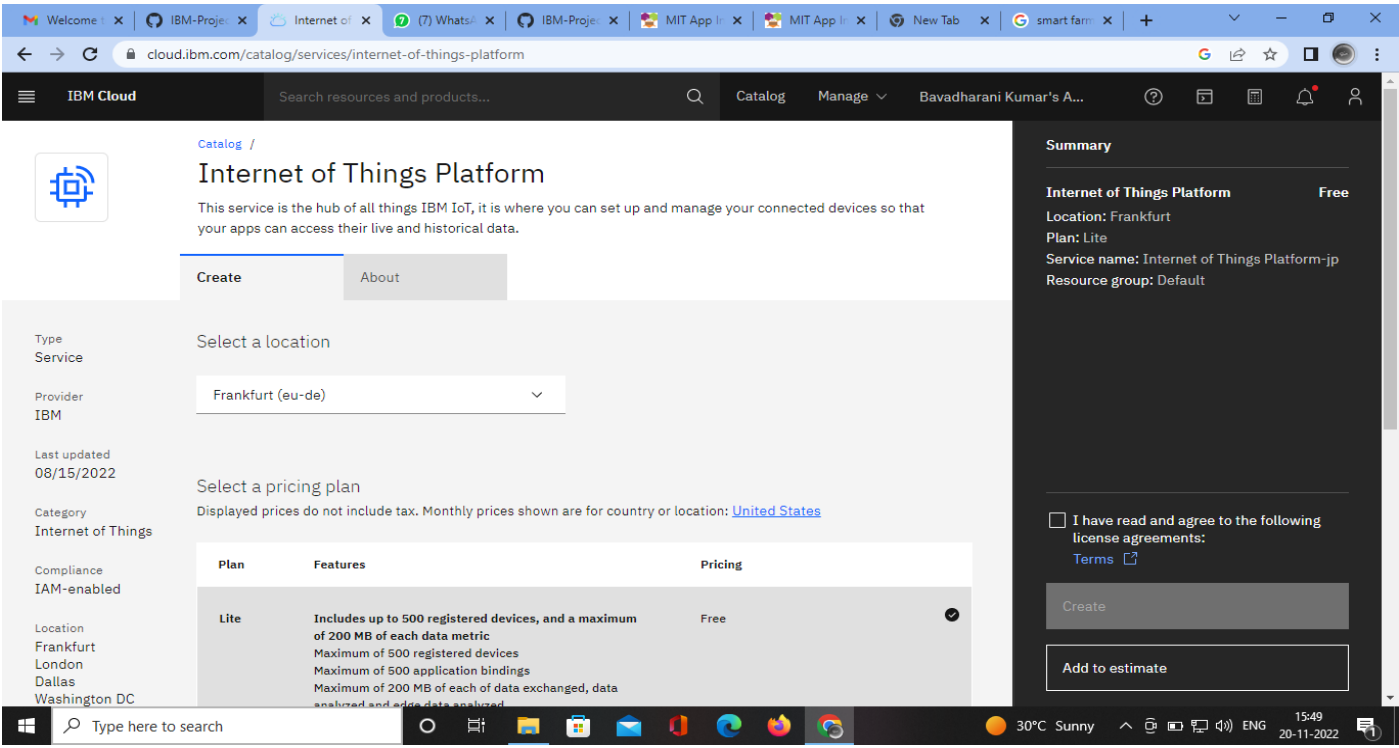 Welcome t
IBM-Projec
Internet of
(7) WhatsA
IBM-Projec
MIT App In
MIT App In
New Tab
smart farm
cloud.ibm.com/catalog/services/internet-of-things-platform
IBM Cloud
Search resources and products...
Catalog
Manage
Bavadharani Kumar's A...
Catalog /
Internet of Things Platform
This service is the hub of all things IBM IoT, it is where you can set up and manage your connected devices so that
your apps can access their live and historical data.
Create
About
Type
Service
Provider
IBM
Last updated
08/15/2022
Category
Internet of Things
Compliance
IAM-enabled
Location
Frankfurt
London
Dallas
Washington DC
Select a location
Frankfurt (eu-de)
Select a pricing plan
Displayed prices do not include tax. Monthly prices shown are for country or location: United States
Plan Features Pricing
Lite Includes up to 500 registered devices, and a maximum Free
of 200 MB of each data metric
Maximum of 500 registered devices
Maximum of 500 application bindings
Maximum of 200 MB of each of data exchanged, data
analyzed and edge data analyzed
Summary
Internet of Things Platform Free
Location: Frankfurt
Plan: Lite
Service name: Internet of Things Platform-jp
Resource group: Default
I have read and agree to the following
license agreements:
Terms
Create
Add to estimate
Type here to search
30°C Sunny
ENG
15:49
20-11-2022
1